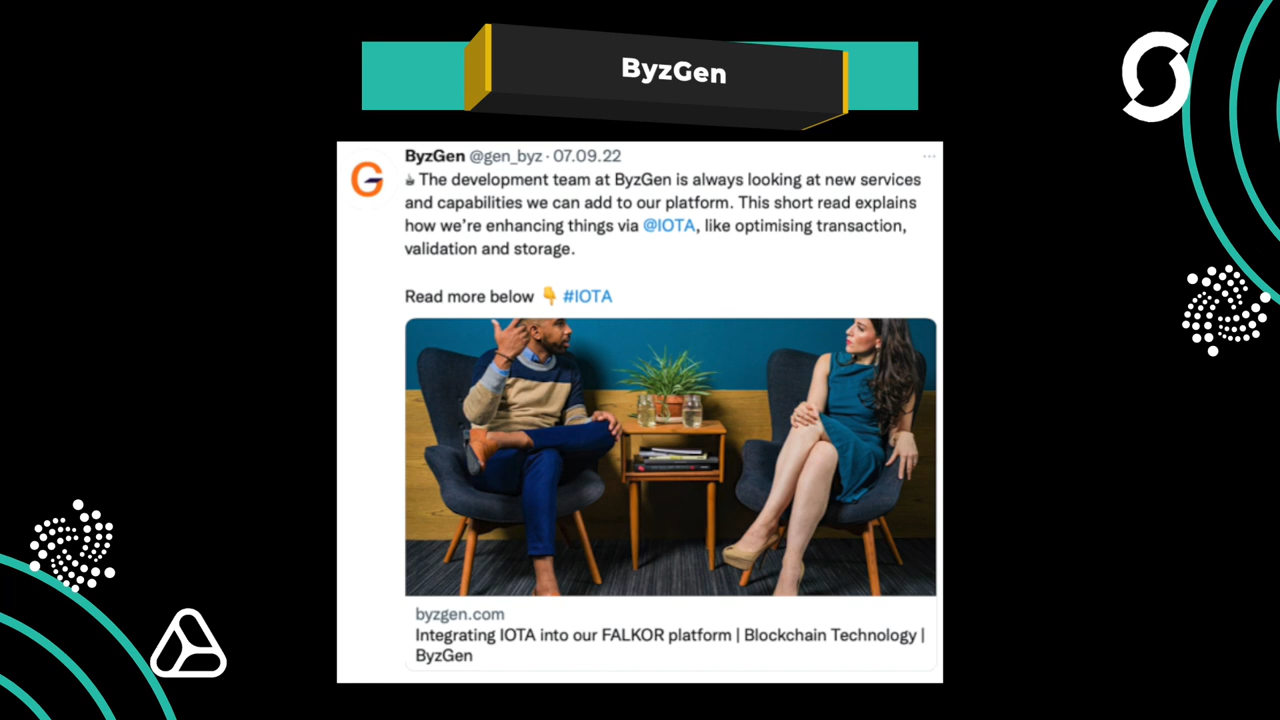 ByzGen
ByzGen @gen_byz · 07.09.22
☕ The development team at ByzGen is always looking at new services
and capabilities we can add to our platform. This short read explains
how we're enhancing things via @IOTA, like optimising transaction,
validation and storage.
Read more below 👇 #IOTA
byzgen.com
Integrating IOTA into our FALKOR platform | Blockchain Technology |
ByzGen